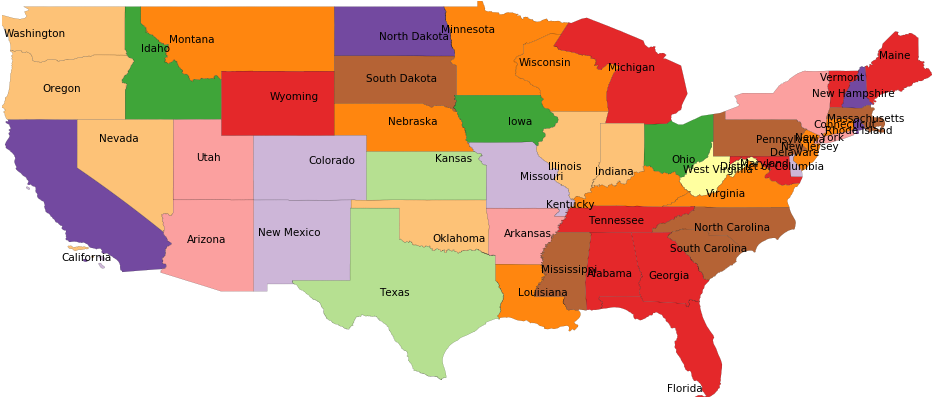 Washington
Oregon
California
Idaho
Nevada
Montana
Wyoming
Utah
Arizona
Colorado
New Mexico
North Dakota
South Dakota
Nebraska
Kansas
Oklahoma
Texas
Minnesota
Iowa
Missouri
Arkansas
Louisiana
Wisconsin
Illinois
Michigan
Indiana
Ohio
Kentucky
Tennessee
Mississippi
Alabama
Georgia
Florida
South Carolina
North Carolina
Virginia
West Virginia
District of Columbia
Maryland
Delaware
New Jersey
Pennsylvania
New York
Connecticut
Rhode Island
Massachusetts
New Hampshire
Vermont
Maine